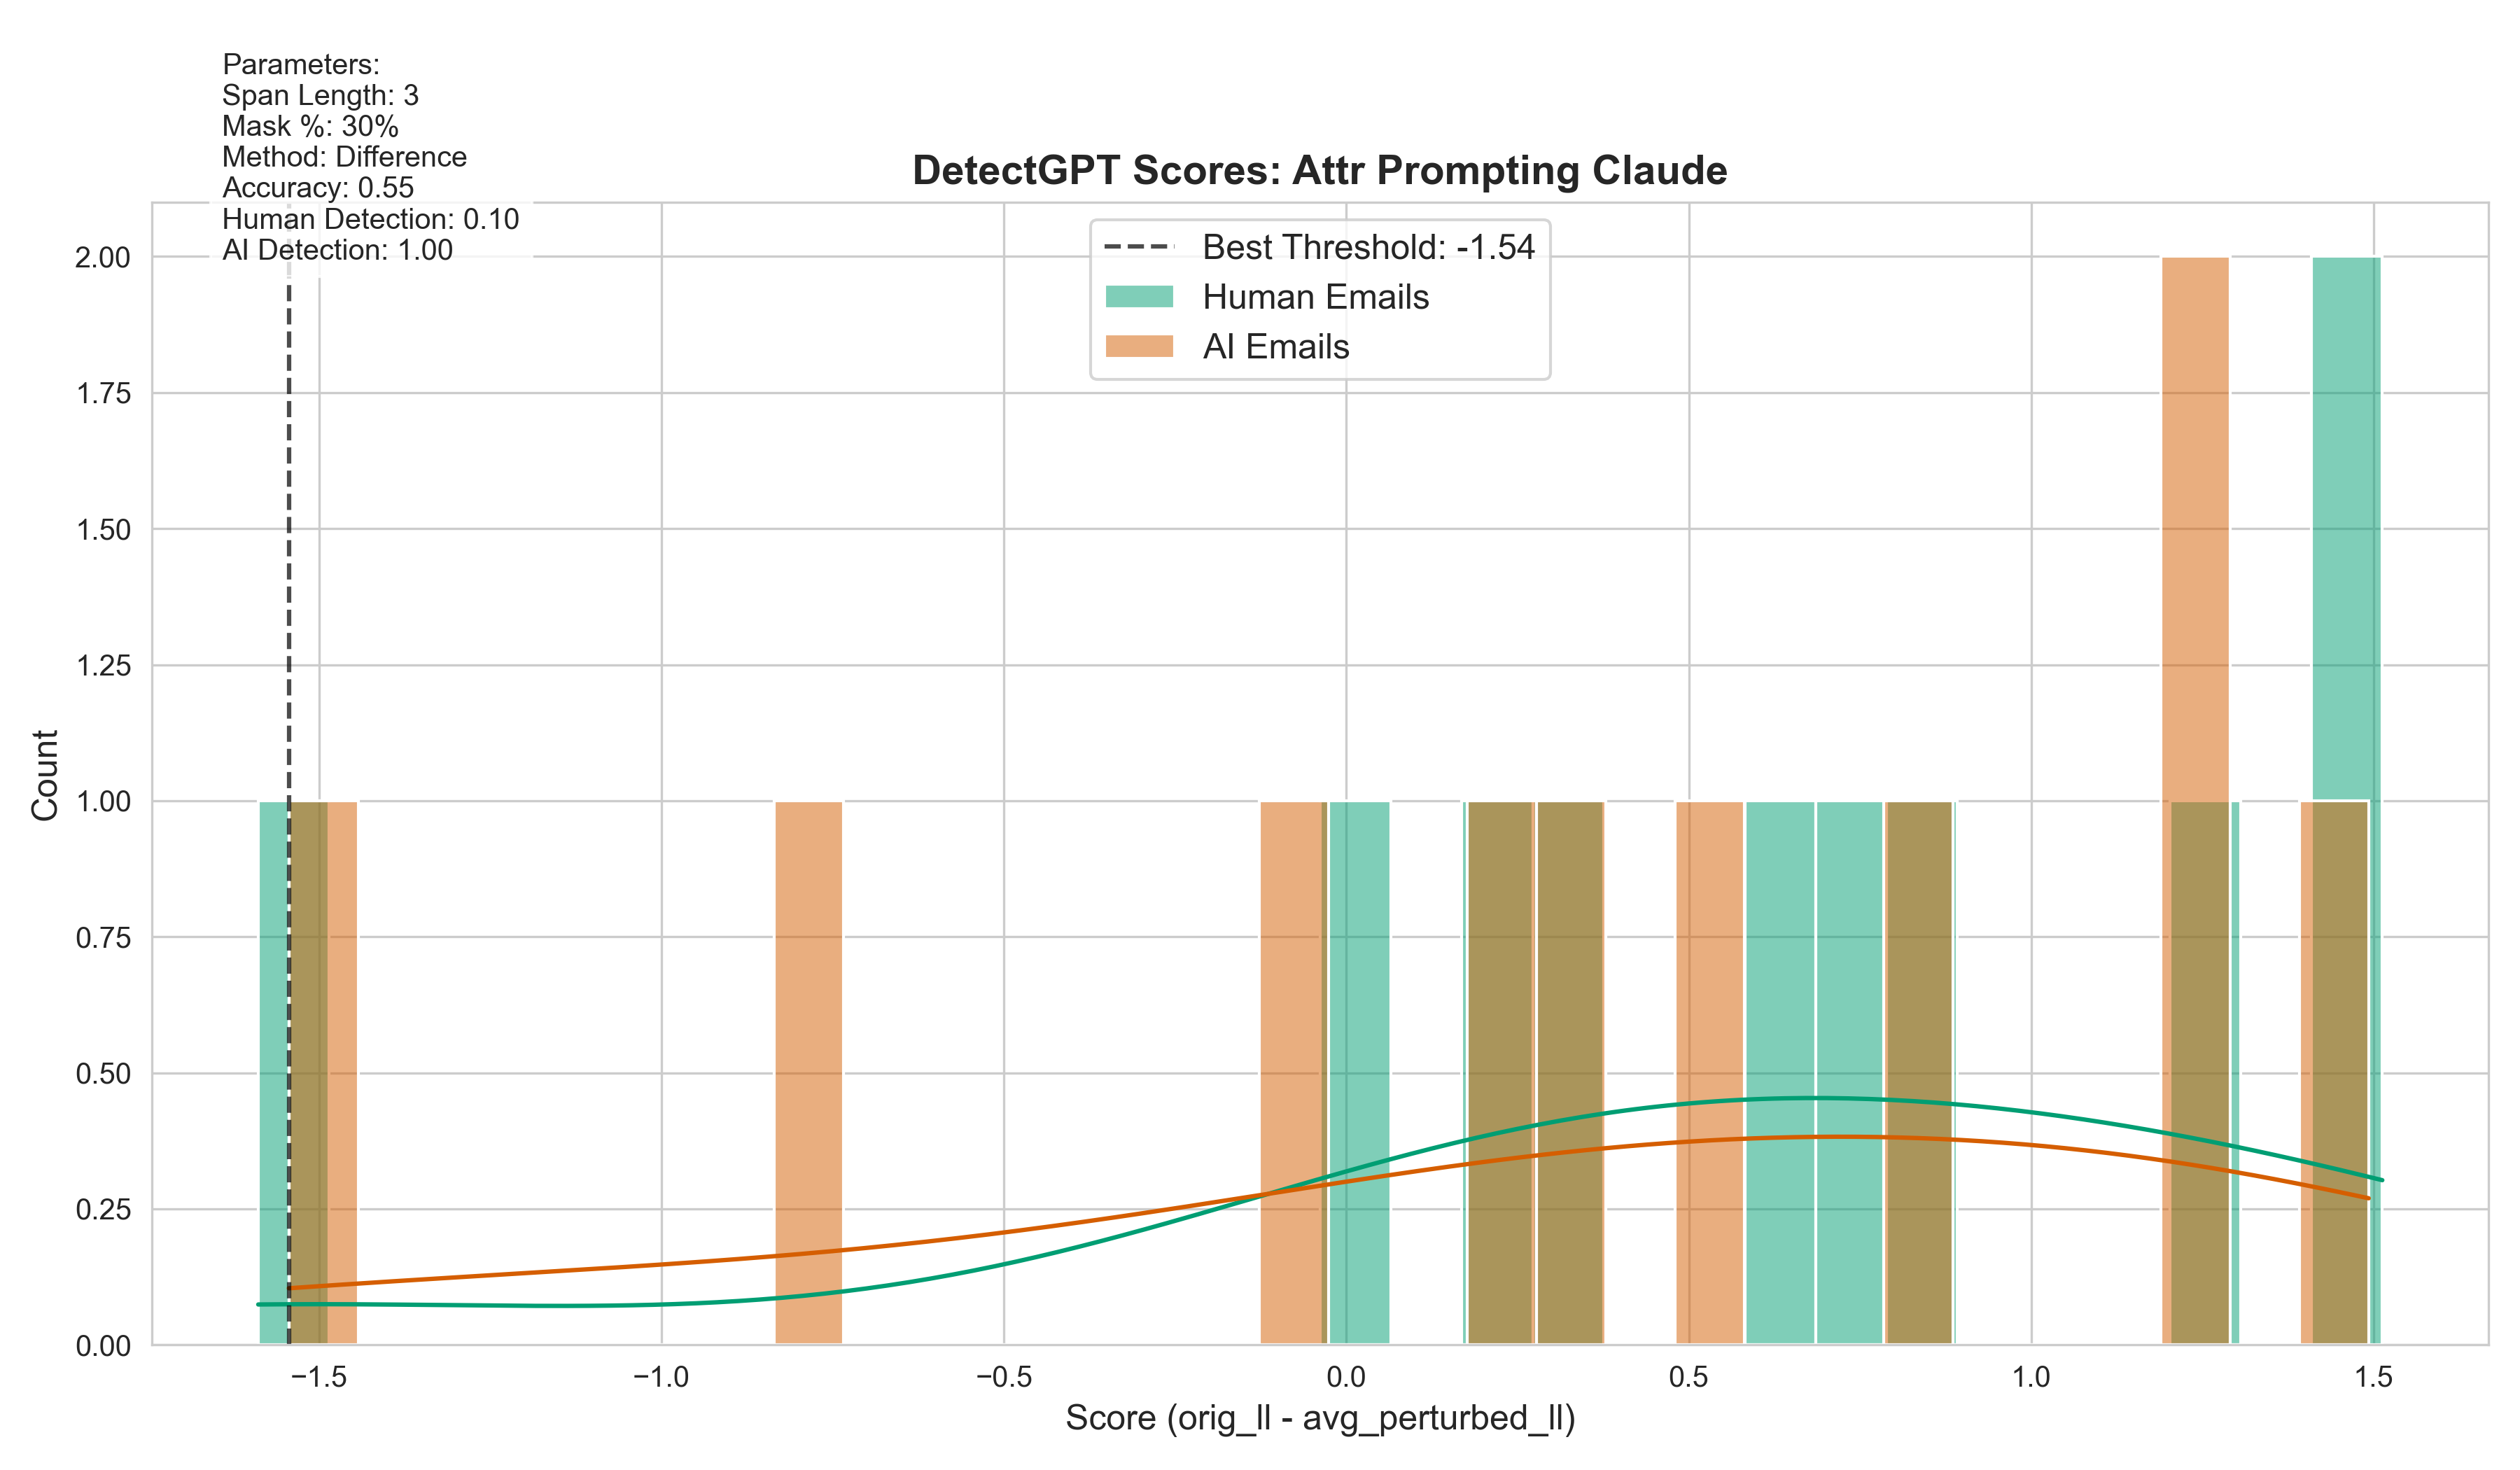 Parameters:
Span Length: 3
Mask %: 30%
Method: Difference
Accuracy: 0.55
Human Detection: 0.10
AI Detection: 1.00
DetectGPT Scores: Attr Prompting Claude
Best Threshold: -1.54
Human Emails
AI Emails
2.00
1.75
1.50
1.25
1.00
0.75
0.50
0.25
0.00
Count
−1.5
−1.0
−0.5
0.0
0.5
1.0
1.5
Score (orig_ll - avg_perturbed_ll)